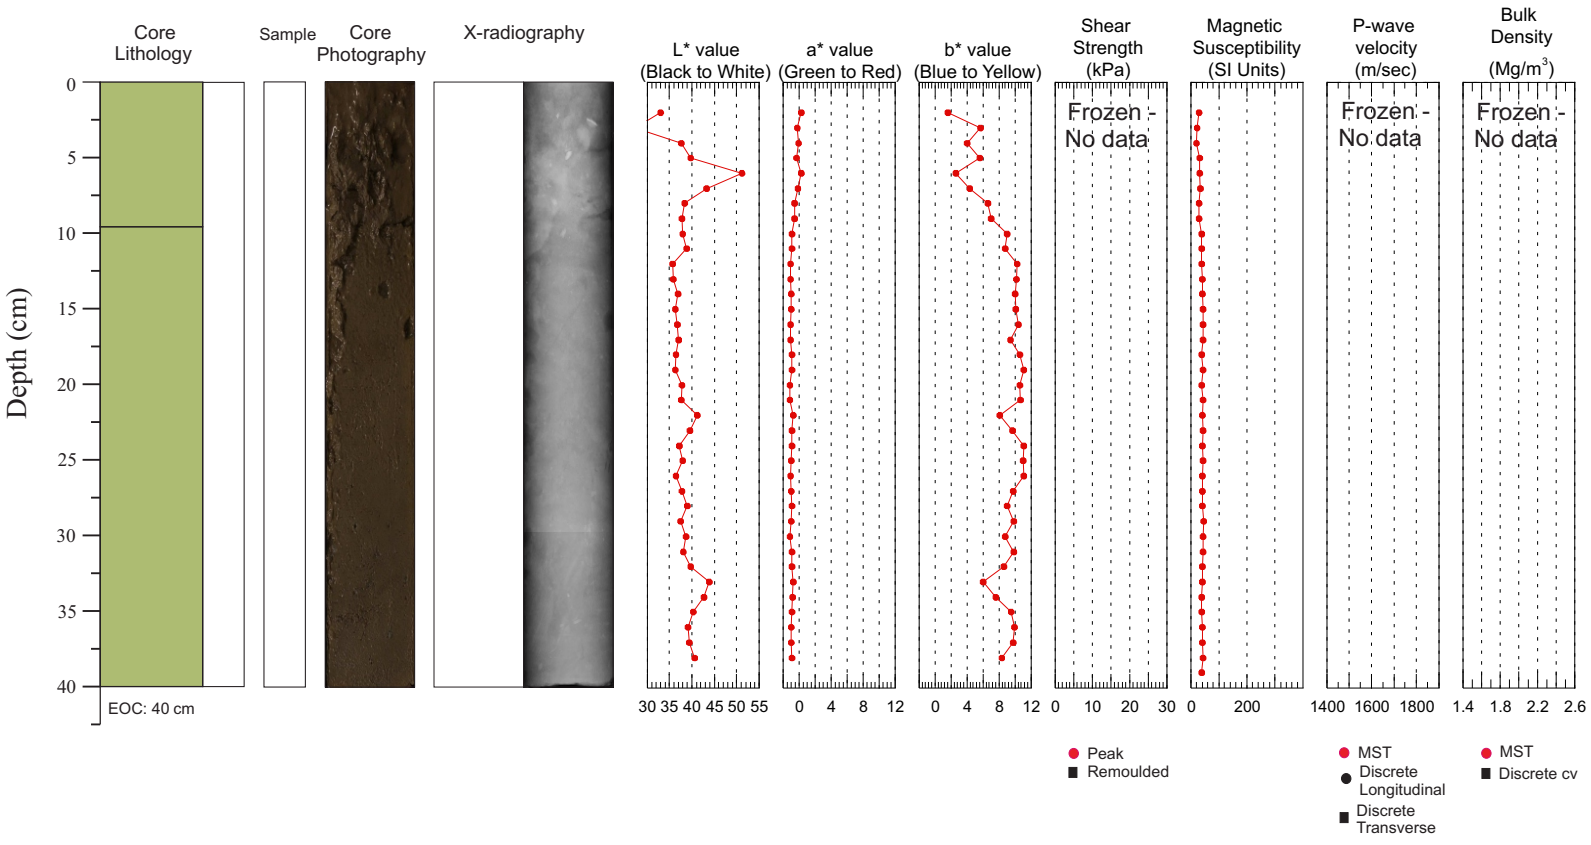 Core
Lithology
Sample
Core
Photography
X-radiography
L* value
(Black to White)
a* value
(Green to Red)
b* value
(Blue to Yellow)
Shear
Strength
(kPa)
Magnetic
Susceptibility
(SI Units)
P-wave
velocity
(m/sec)
Bulk
Density
(Mg/m³)
Depth (cm)
0
5
10
15
20
25
30
35
40
EOC: 40 cm
Frozen -
No data
Frozen -
No data
Frozen -
No data
30 35 40 45 50 55
0 4 8 12
0 4 8 12
0 10 20 30
0 200
1400 1600 1800
1.4 1.8 2.2 2.6
Peak
Remoulded
MST
Discrete
Longitudinal
Discrete
Transverse
MST
Discrete cv